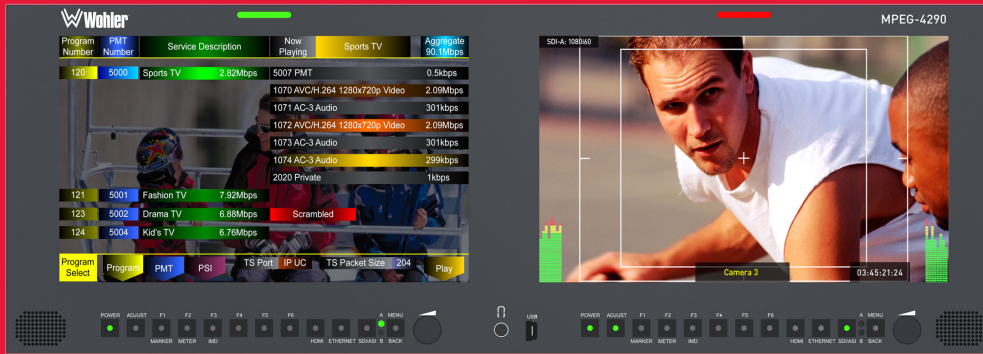 Wohler
MPEG-4290
Program Number PMT Number Service Description Now Playing Sports TV Aggregate 90.1Mbps
120 5000 Sports TV 2.82Mbps 5007 PMT 0.5kbps
1070 AVC/H.264 1280x720p Video 2.09Mbps
1071 AC-3 Audio 301kbps
1072 AVC/H.264 1280x720p Video 2.09Mbps
1073 AC-3 Audio 301kbps
1074 AC-3 Audio 299kbps
2020 Private 1kbps
121 5001 Fashion TV 7.92Mbps
123 5002 Drama TV 6.88Mbps Scrambled
124 5004 Kid's TV 6.76Mbps
Program Select Program PMT PSI TS Port IP UC TS Packet Size 204 Play
SDI-A: 1080i60
Camera 3 03:45:21:24
POWER ADJUST F1 F2 F3 F4 F5 F6 A MENU
MARKER METER IMD HDMI ETHERNET SDI/ASI B BACK
USB
POWER ADJUST F1 F2 F3 F4 F5 F6 A MENU
MARKER METER IMD HDMI ETHERNET SDI/ASI B BACK